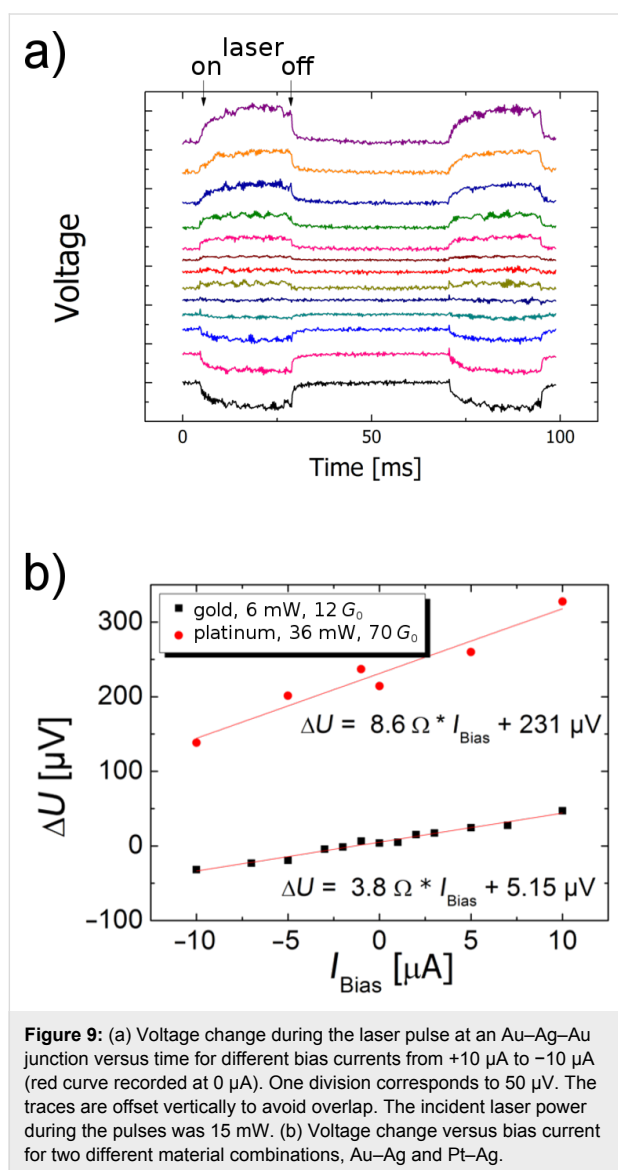 a)
laser
on off
Voltage
0 50 100
Time [ms]
b)
gold, 6 mW, 12 G₀
platinum, 36 mW, 70 G₀
300
200
100
0
−100
ΔU [µV]
ΔU = 8.6 Ω * I_Bias + 231 µV
ΔU = 3.8 Ω * I_Bias + 5.15 µV
−10 −5 0 5 10
I_Bias [µA]
Figure 9: (a) Voltage change during the laser pulse at an Au–Ag–Au
junction versus time for different bias currents from +10 µA to −10 µA
(red curve recorded at 0 µA). One division corresponds to 50 µV. The
traces are offset vertically to avoid overlap. The incident laser power
during the pulses was 15 mW. (b) Voltage change versus bias current
for two different material combinations, Au–Ag and Pt–Ag.